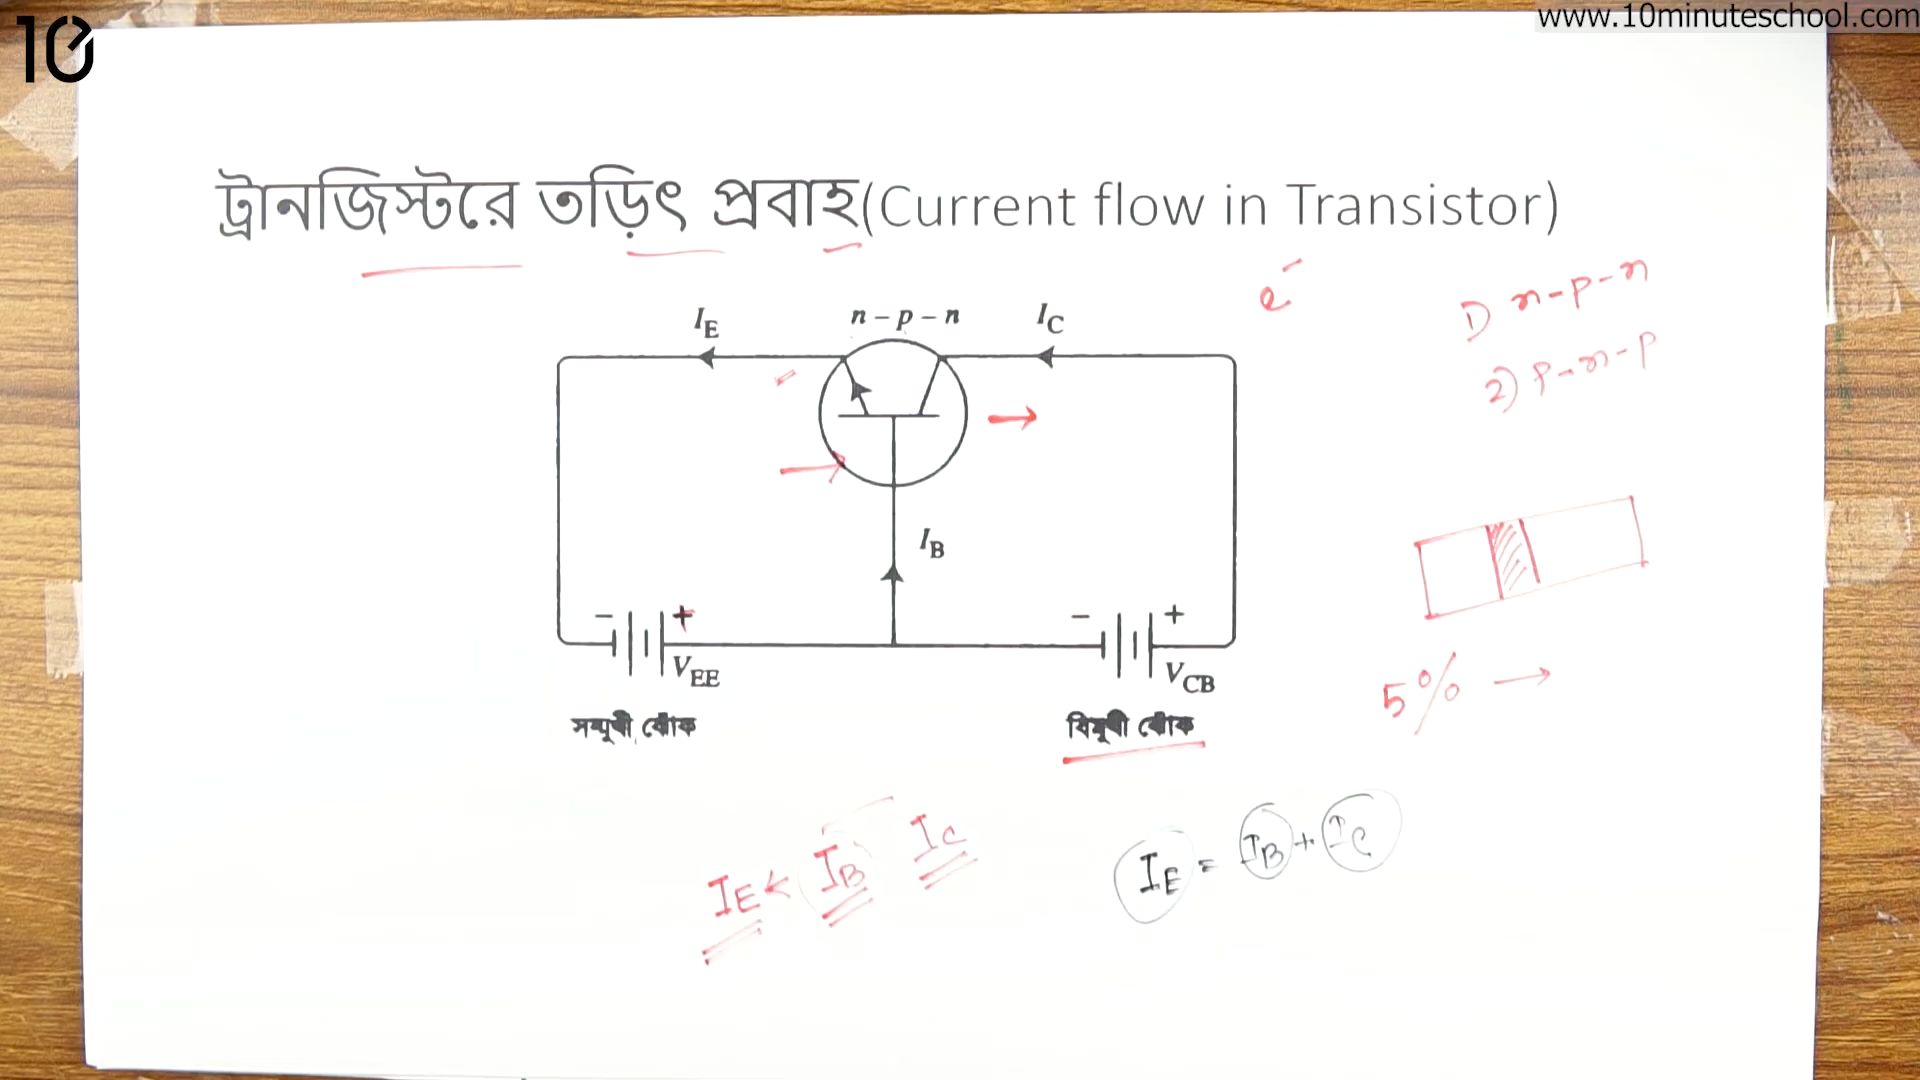 10
www.10minuteschool.com
ট্রানজিস্টরে তড়িৎ প্রবাহ(Current flow in Transistor)
e⁻
1) n-p-n
2) p-n-p
I_E
n – p – n
I_C
I_B
− +
V_EE
− +
V_CB
সম্মুখী ঝোঁক
বিমুখী ঝোঁক
5% →
I_E < I_B I_C
I_E = I_B + I_C